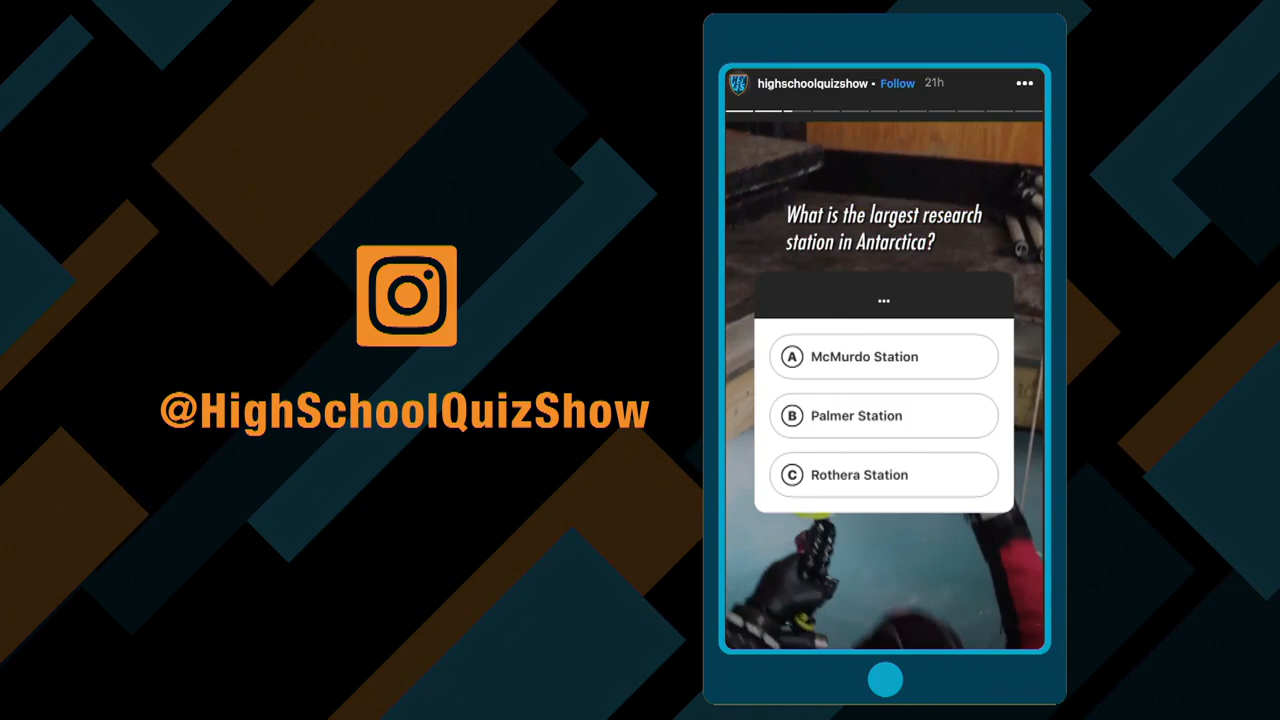 @HighSchoolQuizShow
highschoolquizshow • Follow 21h
What is the largest research
station in Antarctica?
...
A McMurdo Station
B Palmer Station
C Rothera Station